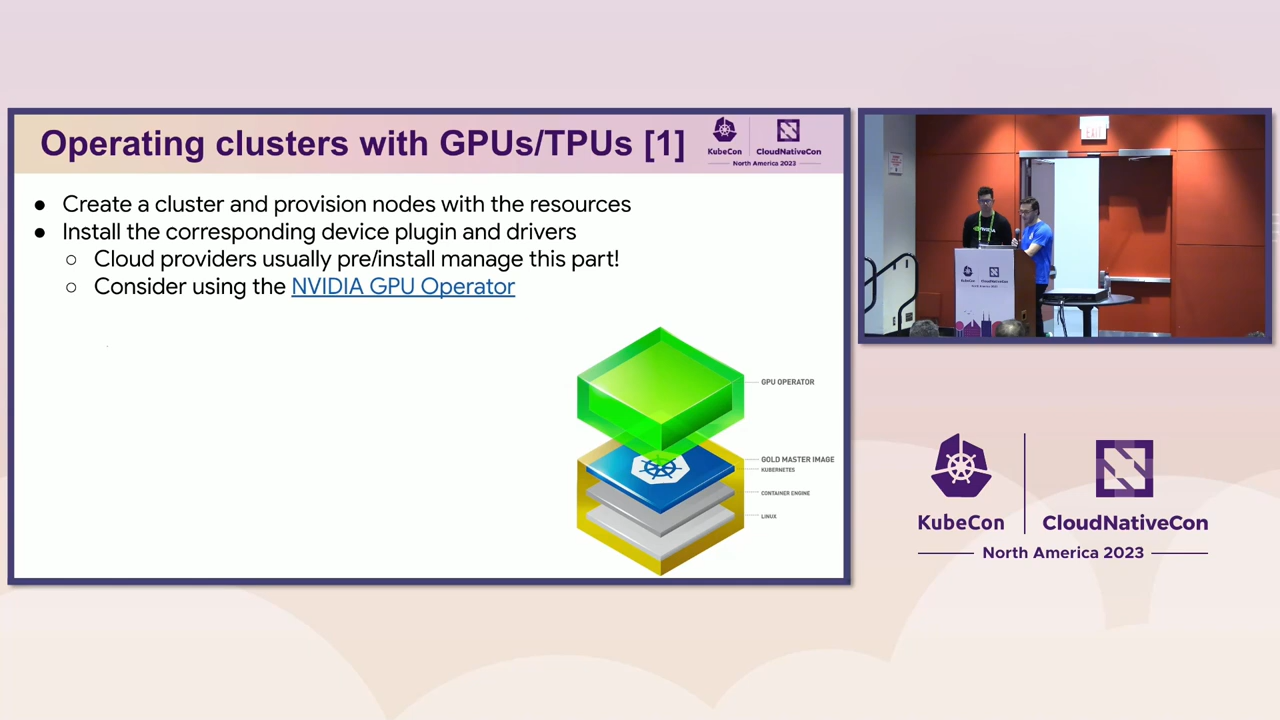 Operating clusters with GPUs/TPUs [1]
KubeCon
CloudNativeCon
North America 2023
● Create a cluster and provision nodes with the resources
● Install the corresponding device plugin and drivers
○ Cloud providers usually pre/install manage this part!
○ Consider using the NVIDIA GPU Operator
GPU OPERATOR
GOLD MASTER IMAGE
KUBERNETES
CONTAINER ENGINE
LINUX
EXIT
NVIDIA
KubeCon
CloudNativeCon
North America 2023